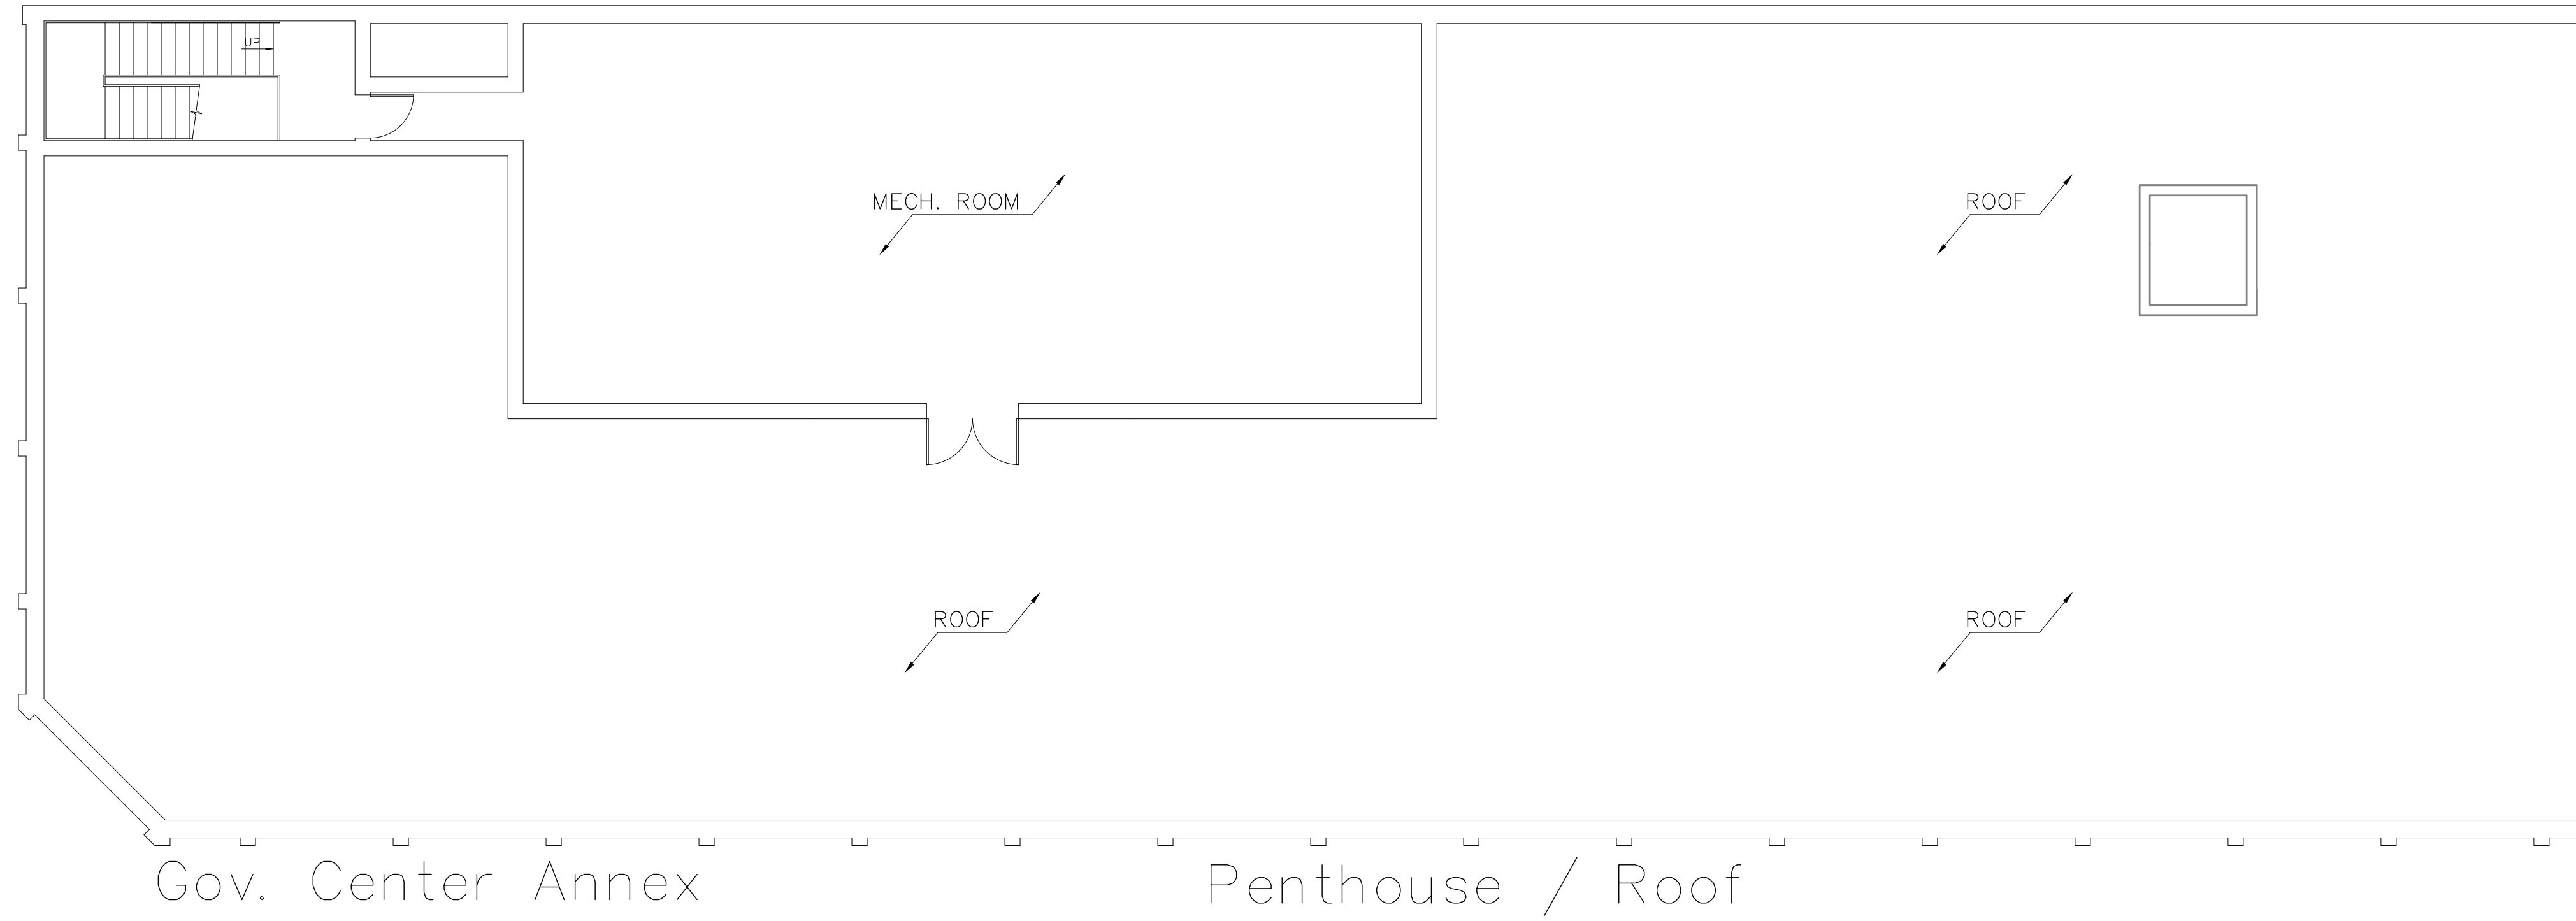 UP
MECH. ROOM
ROOF
ROOF
ROOF
Gov. Center Annex
Penthouse / Roof